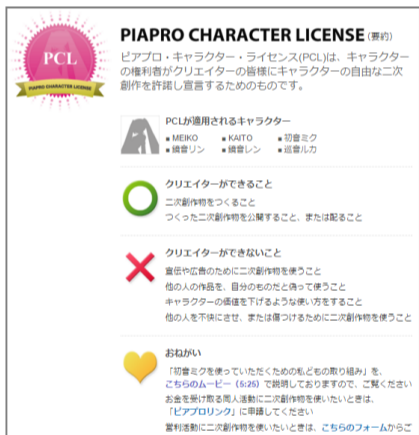 PCL
PIAPRO CHARACTER LICENSE
PIAPRO CHARACTER LICENSE (要約)
ピアプロ・キャラクター・ライセンス(PCL)は、キャラクター
の権利者がクリエイターの皆様にキャラクターの自由な二次
創作を許諾し宣言するためのものです。
PCLが適用されるキャラクター
■ MEIKO ■ KAITO ■ 初音ミク
■ 鏡音リン ■ 鏡音レン ■ 巡音ルカ
クリエイターができること
二次創作物をつくること
つくった二次創作物を公開すること、または配ること
クリエイターができないこと
宣伝や広告のために二次創作物を使うこと
他の人の作品を、自分のものだと偽って使うこと
キャラクターの価値を下げるような使い方をすること
他の人を不快にさせ、または傷つけるために二次創作物を使うこと
おねがい
「初音ミクを使っていただくための私どもの取り組み」を、
こちらのムービー（5:25）で説明しておりますので、ご覧ください
お金を受け取る同人活動に二次創作物を使いたいときは、
「ピアプロリンク」に申請してください
営利活動に二次創作物を使いたいときは、こちらのフォームからご